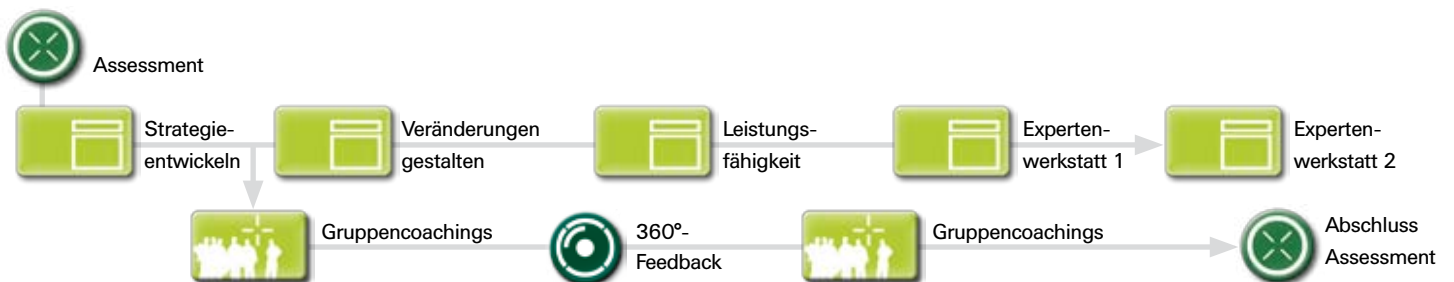 Assessment
Strategie-
entwickeln
Veränderungen
gestalten
Leistungs-
fähigkeit
Experten-
werkstatt 1
Experten-
werkstatt 2
Gruppencoachings
360°-
Feedback
Gruppencoachings
Abschluss
Assessment